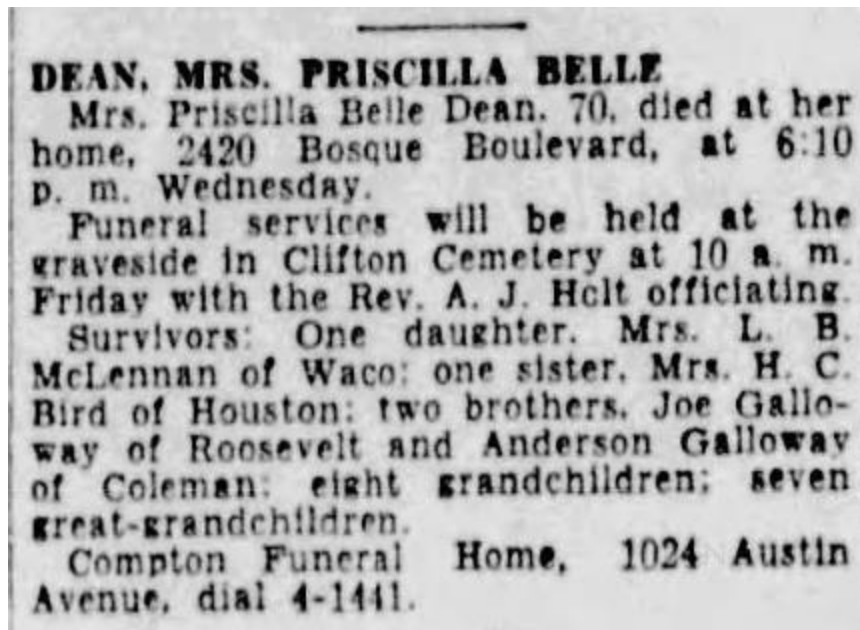 DEAN, MRS. PRISCILLA BELLE
Mrs. Priscilla Belle Dean, 70, died at her
home, 2420 Bosque Boulevard, at 6:10
p. m. Wednesday.
Funeral services will be held at the
graveside in Clifton Cemetery at 10 a. m.
Friday with the Rev. A. J. Holt officiating.
Survivors: One daughter, Mrs. L. B.
McLennan of Waco; one sister, Mrs. H. C.
Bird of Houston; two brothers, Joe Gallo-
way of Roosevelt and Anderson Galloway
of Coleman; eight grandchildren; seven
great-grandchildren.
Compton Funeral Home, 1024 Austin
Avenue, dial 4-1441.